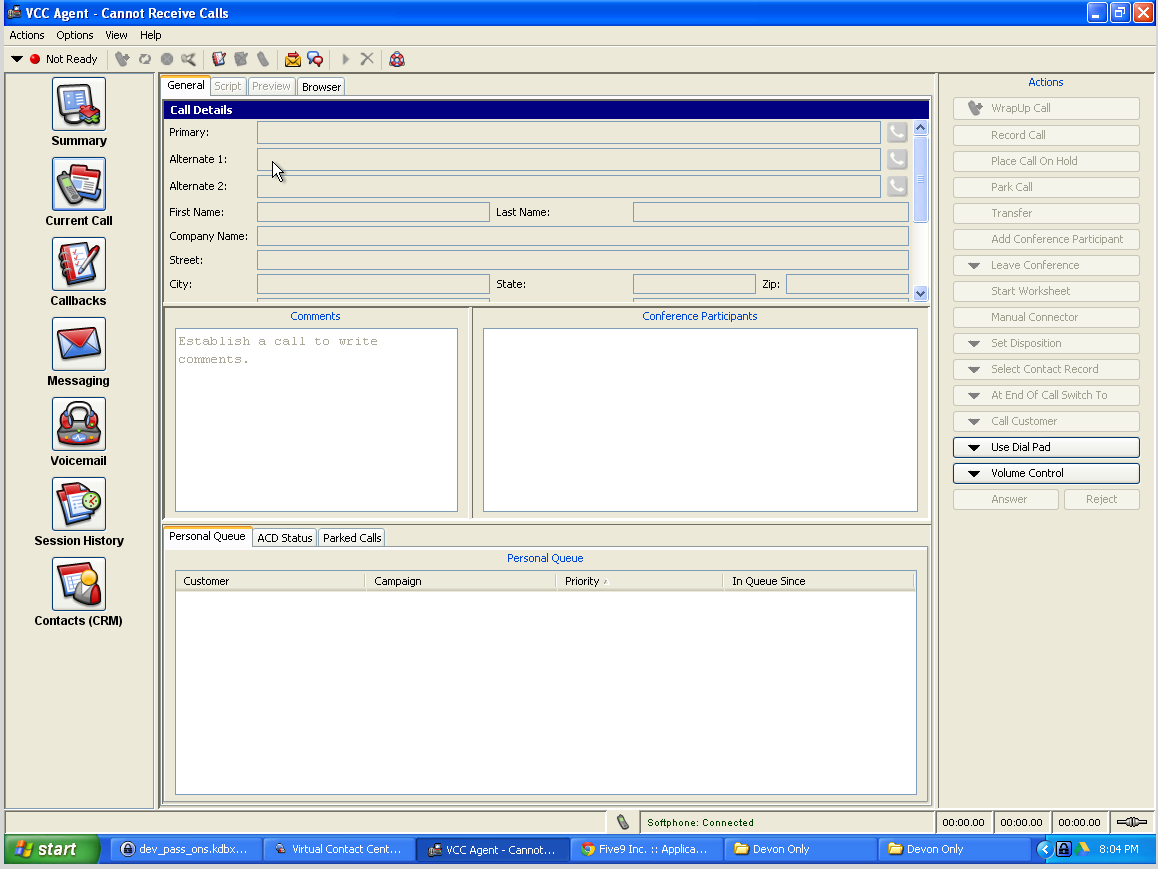 VCC Agent - Cannot Receive Calls
Actions Options View Help
Not Ready
Summary
Current Call
Callbacks
Messaging
Voicemail
Session History
Contacts (CRM)
General Script Preview Browser
Call Details
Primary:
Alternate 1:
Alternate 2:
First Name: Last Name:
Company Name:
Street:
City: State: Zip:
Comments
Establish a call to write
comments.
Conference Participants
Personal Queue ACD Status Parked Calls
Personal Queue
Customer Campaign Priority In Queue Since
Actions
WrapUp Call
Record Call
Place Call On Hold
Park Call
Transfer
Add Conference Participant
Leave Conference
Start Worksheet
Manual Connector
Set Disposition
Select Contact Record
At End Of Call Switch To
Call Customer
Use Dial Pad
Volume Control
Answer Reject
Softphone: Connected 00:00.00 00:00.00 00:00.00
start dev_pass_ons.kdbx... Virtual Contact Cent... VCC Agent - Cannot... Five9 Inc. :: Applica... Devon Only Devon Only 8:04 PM